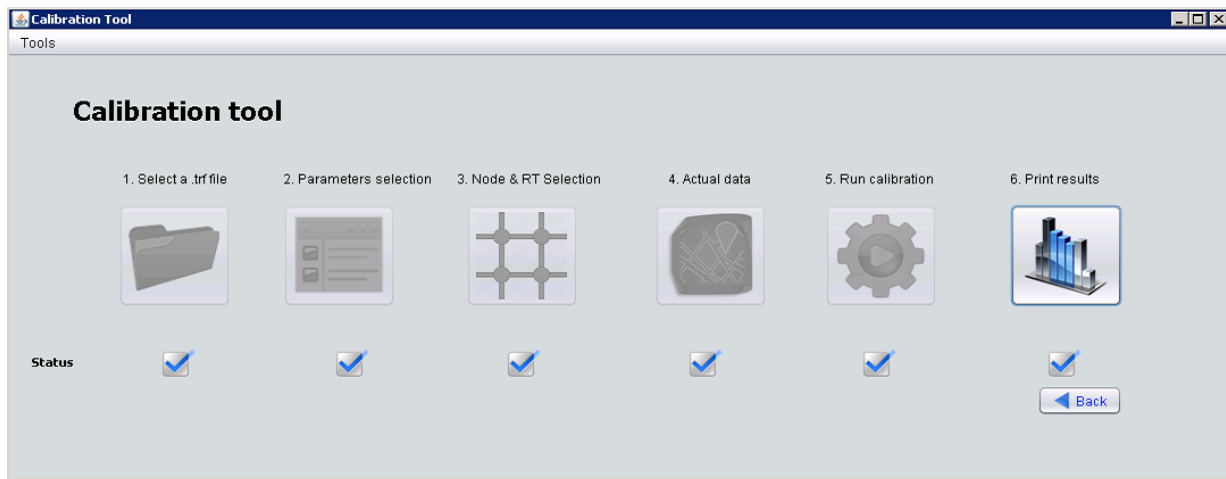 Calibration Tool
Tools
Calibration tool
1. Select a .trf file
2. Parameters selection
3. Node & RT Selection
4. Actual data
5. Run calibration
6. Print results
Status
Back